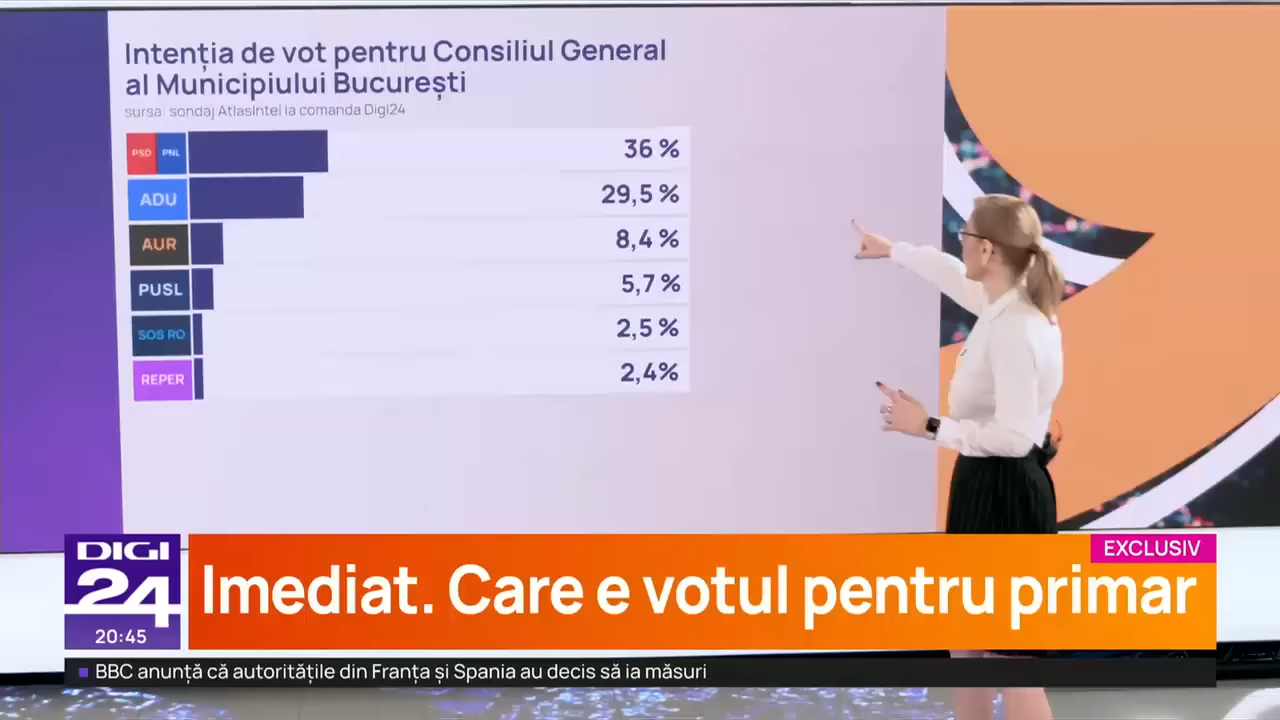 Intenția de vot pentru Consiliul General
al Municipiului București
sursa: sondaj AtlasIntel la comanda Digi24
PSD PNL 36 %
ADU 29,5 %
AUR 8,4 %
PUSL 5,7 %
SOS RO 2,5 %
REPER 2,4%
EXCLUSIV
DIGI
24
20:45
Imediat. Care e votul pentru primar
BBC anunță că autoritățile din Franța și Spania au decis să ia măsuri